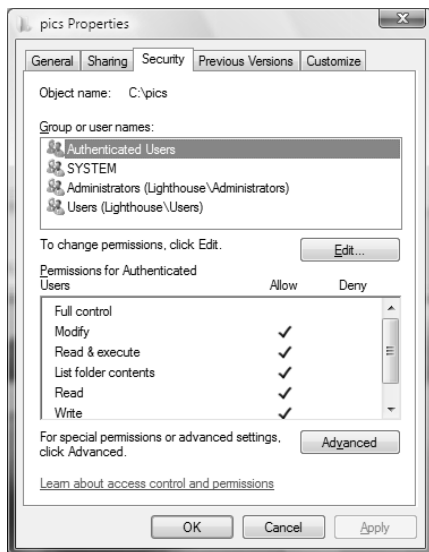 pics Properties
General Sharing Security Previous Versions Customize
Object name: C:\pics
Group or user names:
Authenticated Users
SYSTEM
Administrators (Lighthouse\Administrators)
Users (Lighthouse\Users)
To change permissions, click Edit.
Edit...
Permissions for Authenticated
Users Allow Deny
Full control
Modify
Read & execute
List folder contents
Read
Write
For special permissions or advanced settings,
click Advanced.
Advanced
Learn about access control and permissions
OK Cancel Apply